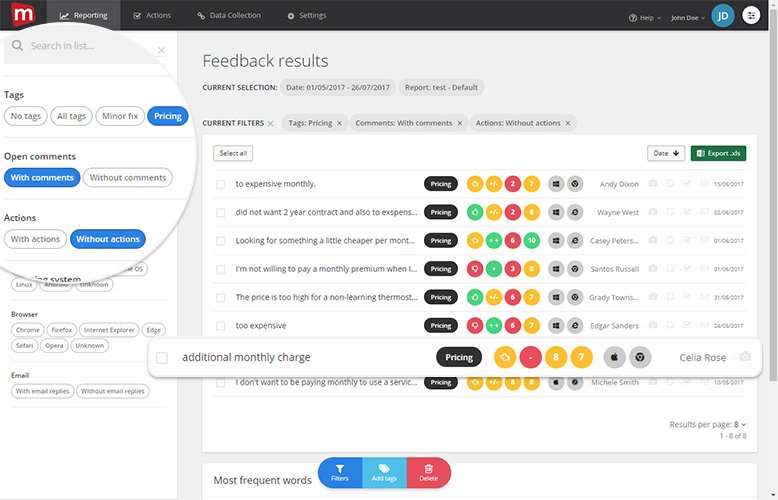 m Reporting Actions Data Collection Settings Help John Doe JD
Search in list...
Tags
No tags All tags Minor fix Pricing
Open comments
With comments Without comments
Actions
With actions Without actions
system
Linux Android Unknown
Browser
Chrome Firefox Internet Explorer Edge
Safari Opera Unknown
Email
With email replies Without email replies
Feedback results
CURRENT SELECTION: Date: 01/05/2017 - 26/07/2017 Report: test - Default
CURRENT FILTERS × Tags: Pricing × Comments: With comments × Actions: Without actions ×
Select all Date Export .xls
to expensive monthly. Pricing +/- 2 7 Andy Dixon 15/06/2017
did not want 2 year contract and also to exspens... Pricing +/- 2 8 Wayne West 02/06/2017
Looking for something a little cheaper per mont... Pricing ++ 6 10 Casey Peters... 01/06/2017
I'm not willing to pay a monthly premium when I... Pricing + 3 8 Santos Russell 01/06/2017
The price is too high for a non-learning thermost... Pricing +/- 6 7 Grady Towns... 31/05/2017
too expensive Pricing ++ 6 7 Edgar Sanders 24/05/2017
additional monthly charge Pricing - 8 7 Celia Rose
I don't want to be paying monthly to use a servic... Pricing +/- 8 8 Michele Smith 10/05/2017
Results per page: 8
1 - 8 of 8
Most frequent words
Filters Add tags Delete